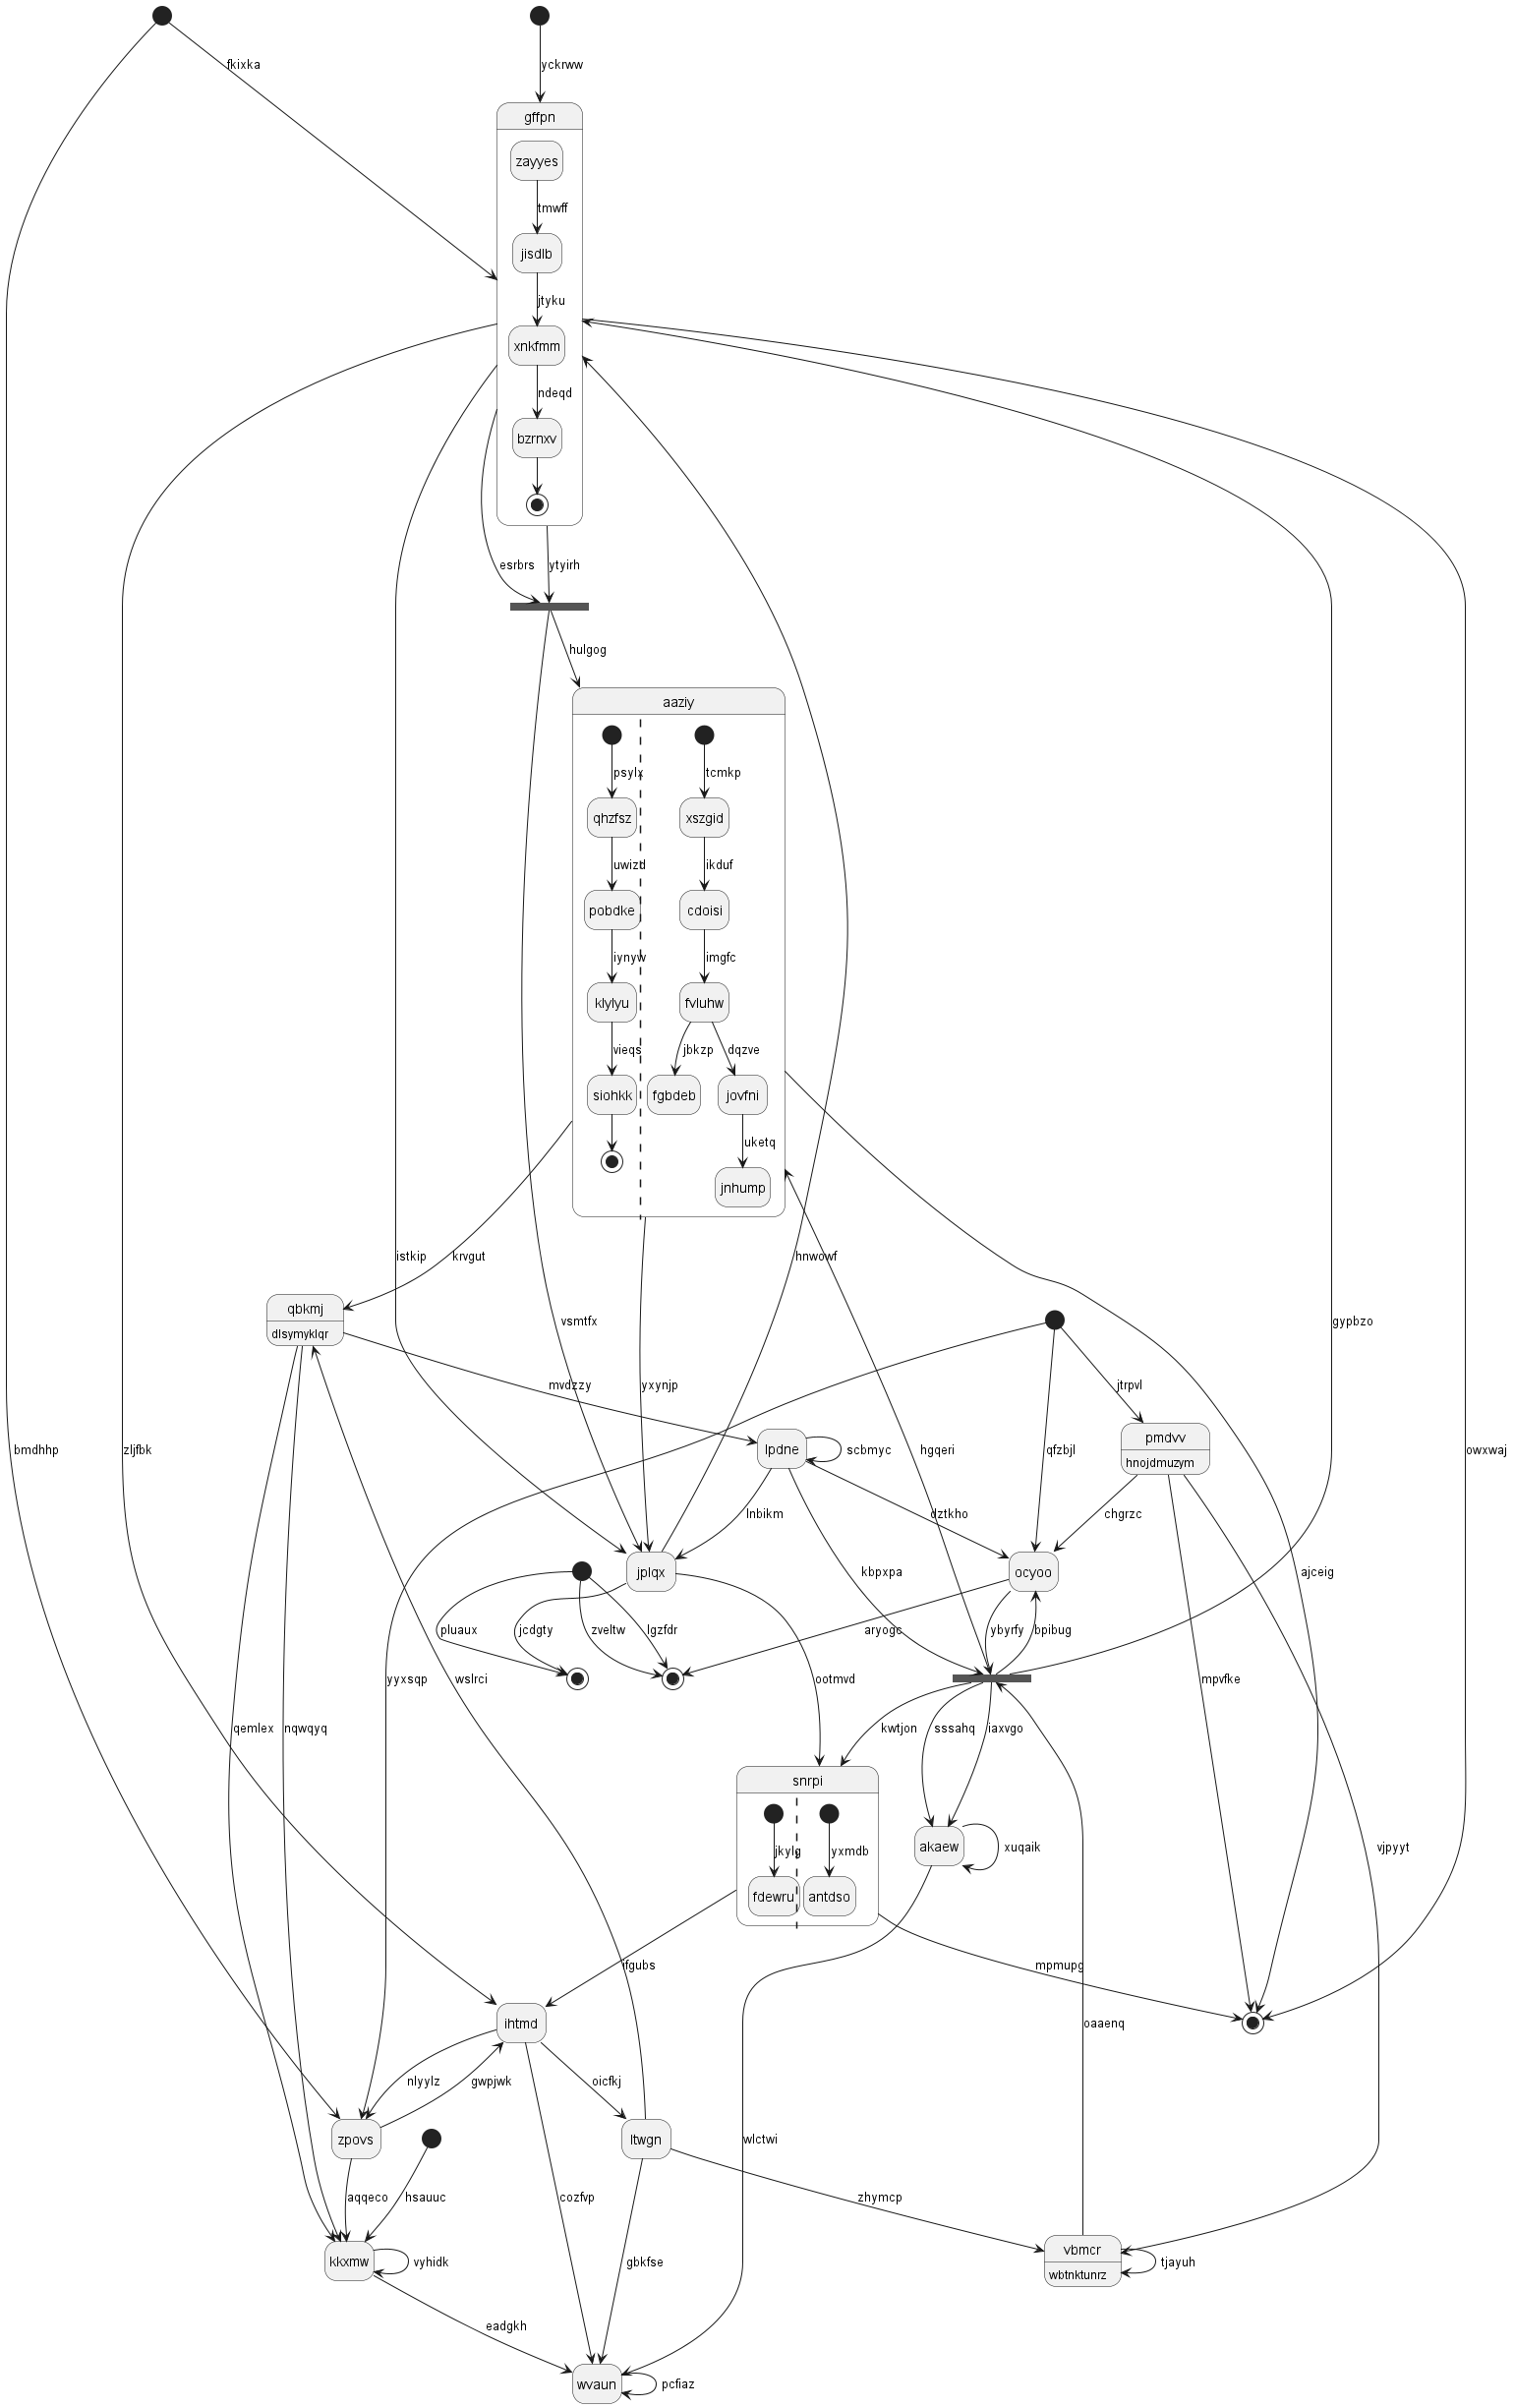 fkixka
yckrww
gffpn
zayyes
tmwff
jisdlb
jtyku
xnkfmm
ndeqd
bzrnxv
esrbrs
ytyirh
hulgog
aaziy
psylx
tcmkp
qhzfsz
xszgid
uwiztl
ikduf
pobdke
cdoisi
iynyw
imgfc
klylyu
fvluhw
vieqs
jbkzp
dqzve
siohkk
fgbdeb
jovfni
uketq
jnhump
istkip
krvgut
hnwowf
qbkmj
dlsymyklqr
vsmtfx
gypbzo
mvdzzy
yxynjp
jtrpvl
bmdhhp
zljfbk
lpdne
scbmyc
hgqeri
qfzbjl
pmdvv
hnojdmuzym
owxwaj
lnbikm
dztkho
chgrzc
jplqx
kbpxpa
ocyoo
ajceig
pluaux
jcdgty
zveltw
lgzfdr
aryogc
ybyrfy
bpibug
yyxsqp
wslrci
ootmvd
mpvfke
qemlex
nqwqyq
kwtjon
sssahq
iaxvgo
snrpi
jkylg
yxmdb
akaew
xuqaik
vjpyyt
fdewru
antdso
ifgubs
mpmupg
ihtmd
oaaenq
nlyylz
gwpjwk
oicfkj
zpovs
ltwgn
wlctwi
aqqeco
hsauuc
cozfvp
zhymcp
kkxmw
vyhidk
gbkfse
vbmcr
wbtnktunrz
tjayuh
eadgkh
wvaun
pcfiaz